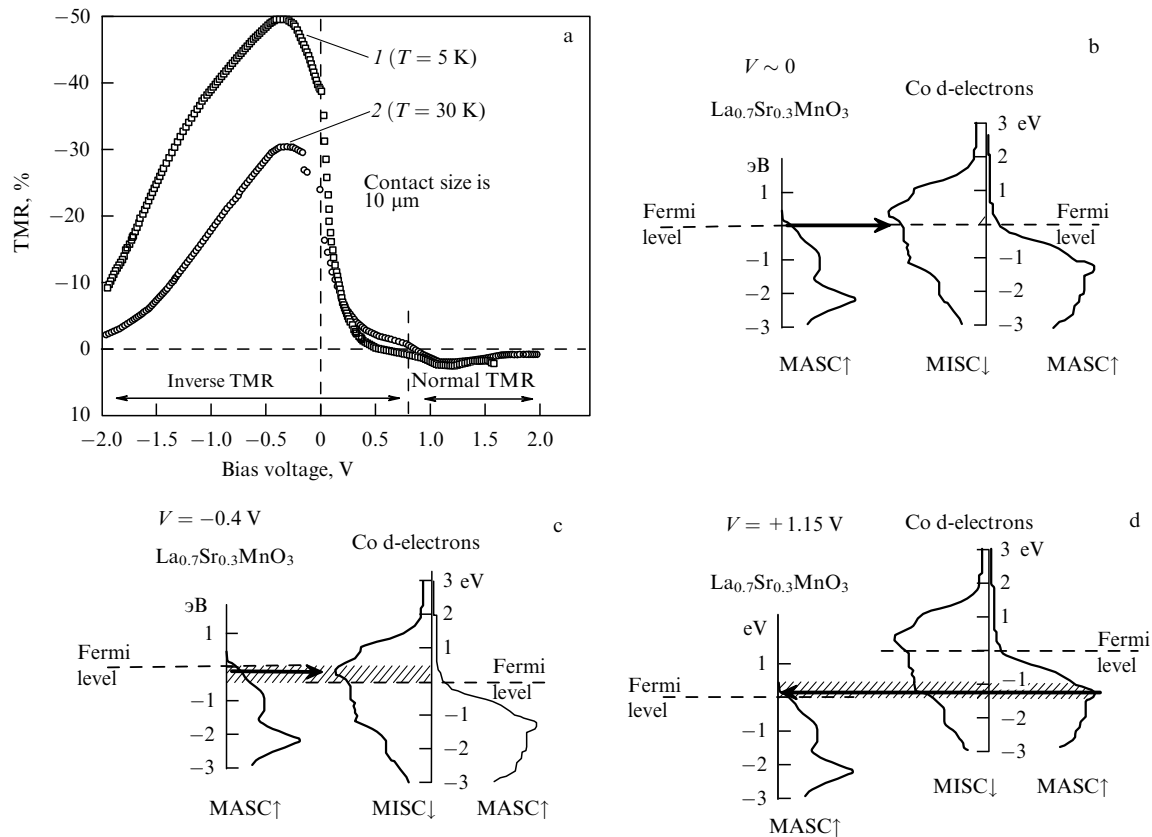 a
−50
−40
−30
−20
−10
0
10
TMR, %
1 (T = 5 K)
2 (T = 30 K)
Contact size is
10 μm
Inverse TMR
Normal TMR
−2.0 −1.5 −1.0 −0.5 0 0.5 1.0 1.5 2.0
Bias voltage, V
b
V ∼ 0
La0.7Sr0.3MnO3
Co d-electrons
эВ
1
−1
−2
−3
3 eV
2
1
0
−1
−2
−3
Fermi
level
Fermi
level
MASC↑
MISC↓
MASC↑
c
V = −0.4 V
La0.7Sr0.3MnO3
Co d-electrons
эВ
1
−1
−2
−3
3 eV
2
1
−1
−2
−3
Fermi
level
Fermi
level
MASC↑
MISC↓
MASC↑
d
V = +1.15 V
La0.7Sr0.3MnO3
Co d-electrons
eV
1
−1
−2
−3
3 eV
2
1
−1
−2
−3
Fermi
level
Fermi
level
MASC↑
MISC↓
MASC↑